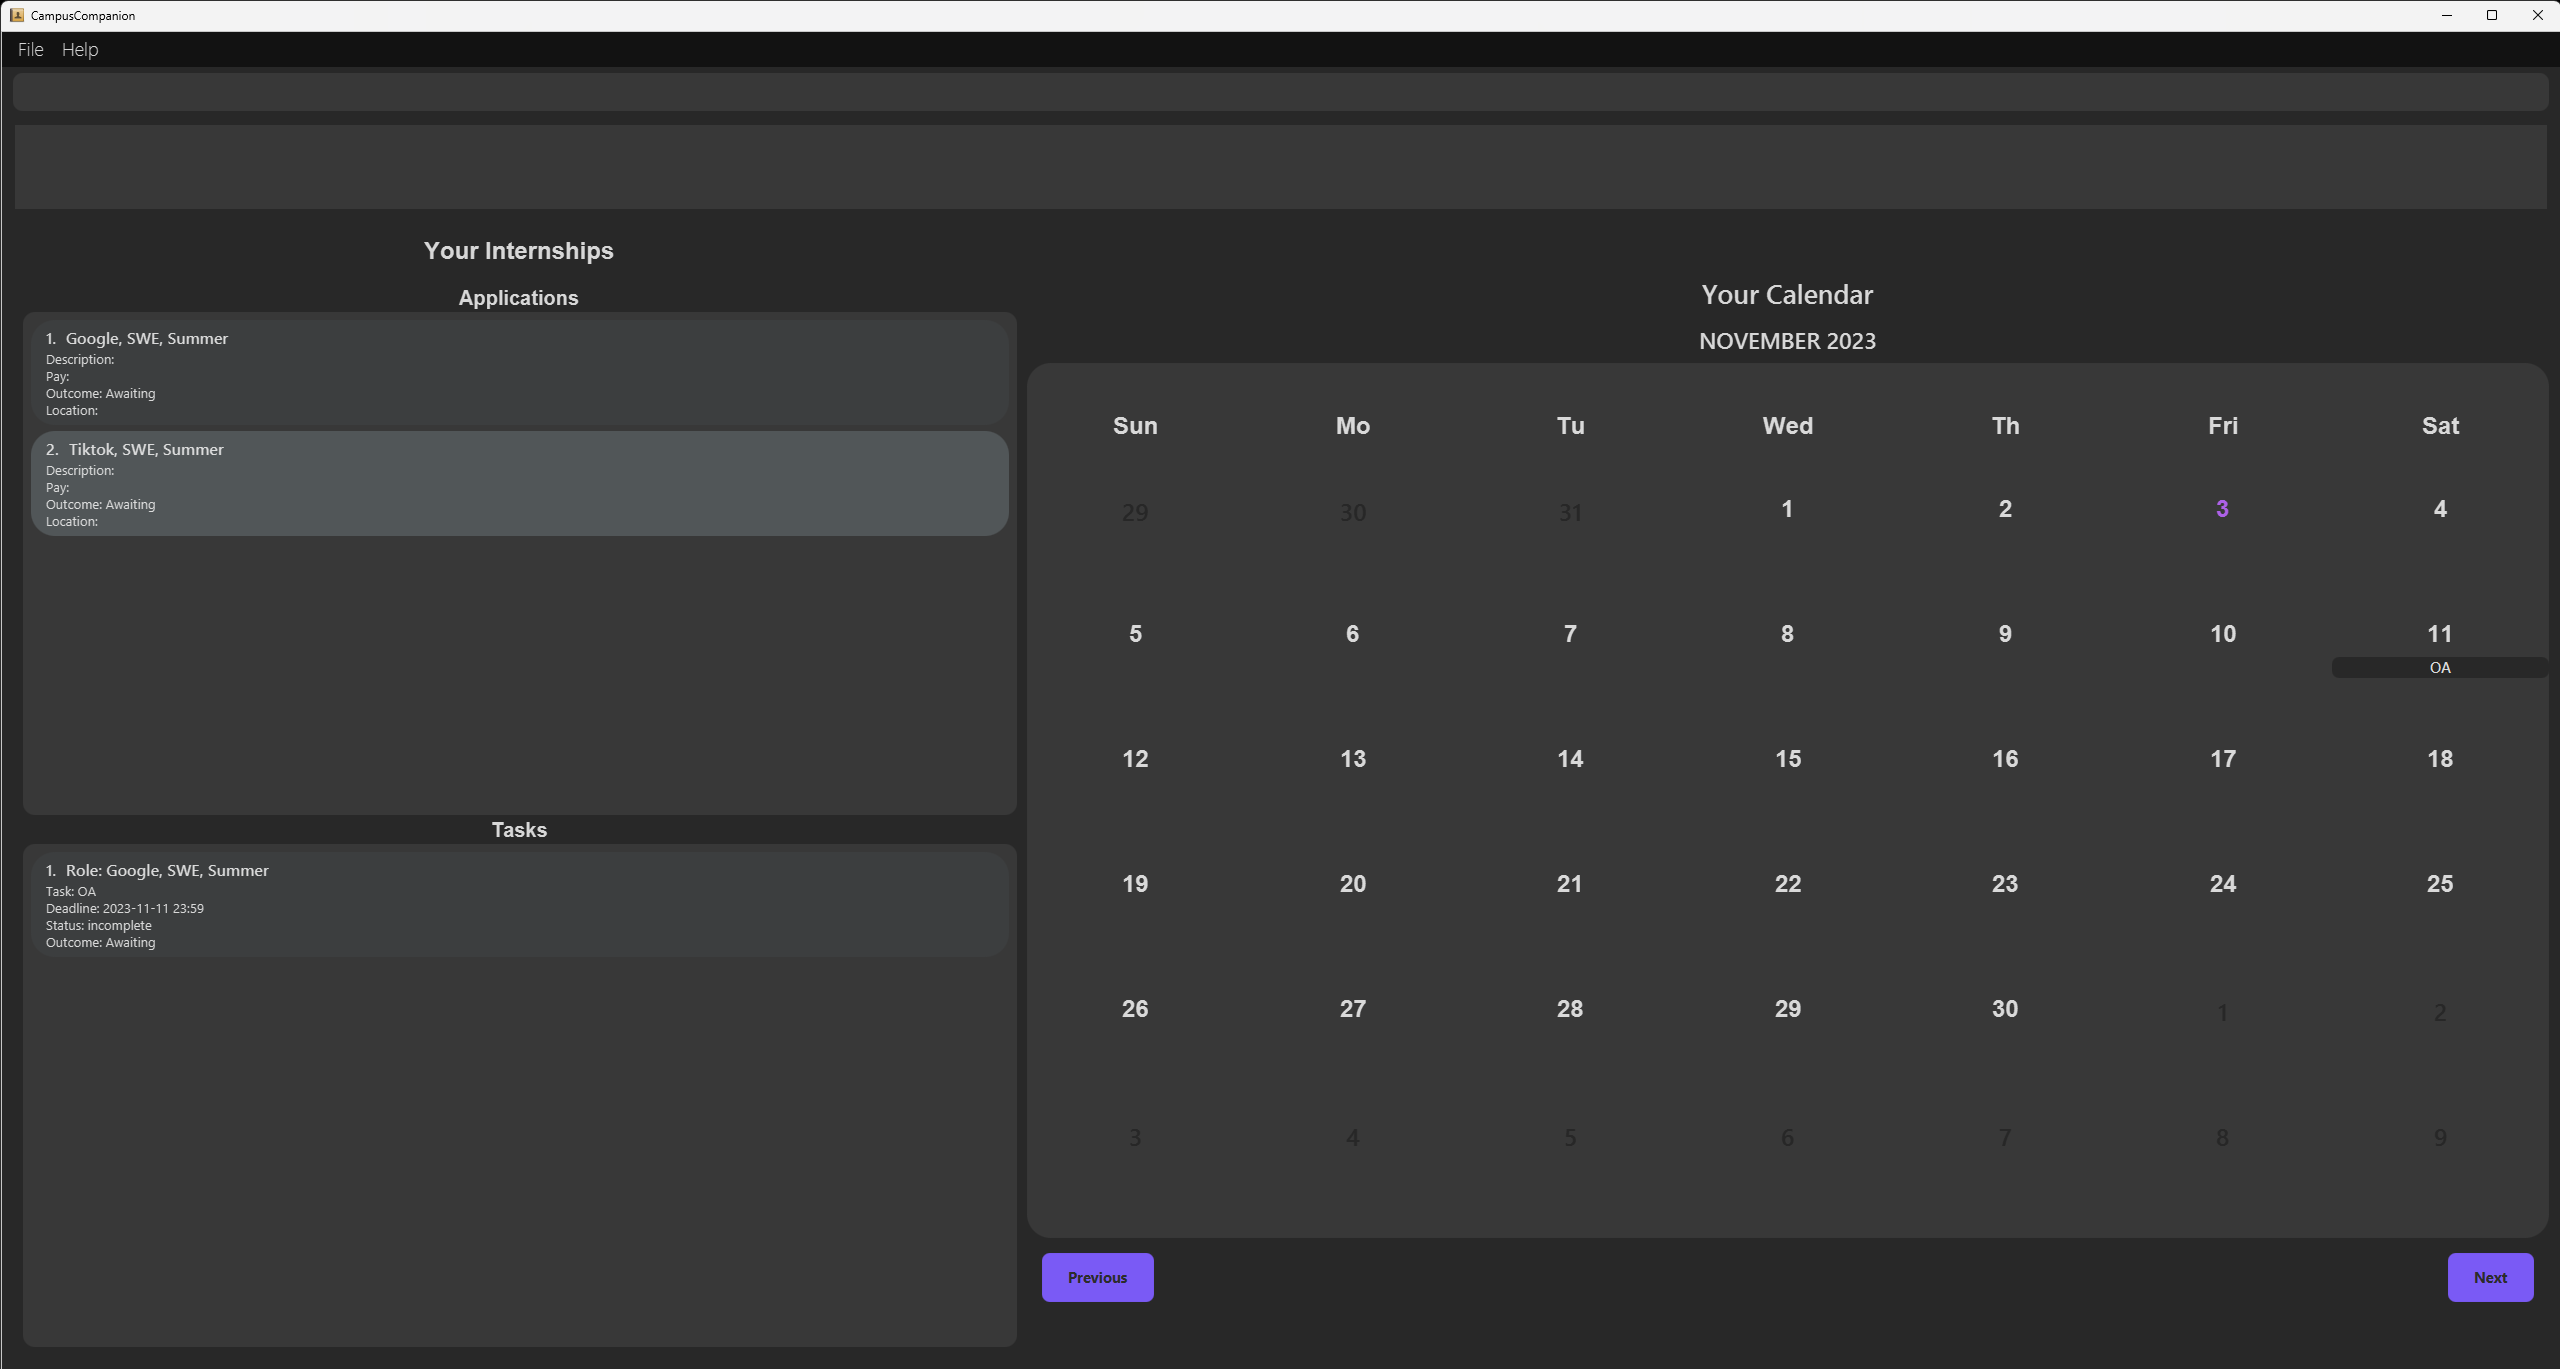 CampusCompanion
File Help
Your Internships
Applications
1. Google, SWE, Summer
Description:
Pay:
Outcome: Awaiting
Location:
2. Tiktok, SWE, Summer
Description:
Pay:
Outcome: Awaiting
Location:
Tasks
1. Role: Google, SWE, Summer
Task: OA
Deadline: 2023-11-11 23:59
Status: incomplete
Outcome: Awaiting
Your Calendar
NOVEMBER 2023
Sun Mo Tu Wed Th Fri Sat
29 30 31 1 2 3 4
5 6 7 8 9 10 11
OA
12 13 14 15 16 17 18
19 20 21 22 23 24 25
26 27 28 29 30 1 2
3 4 5 6 7 8 9
Previous Next